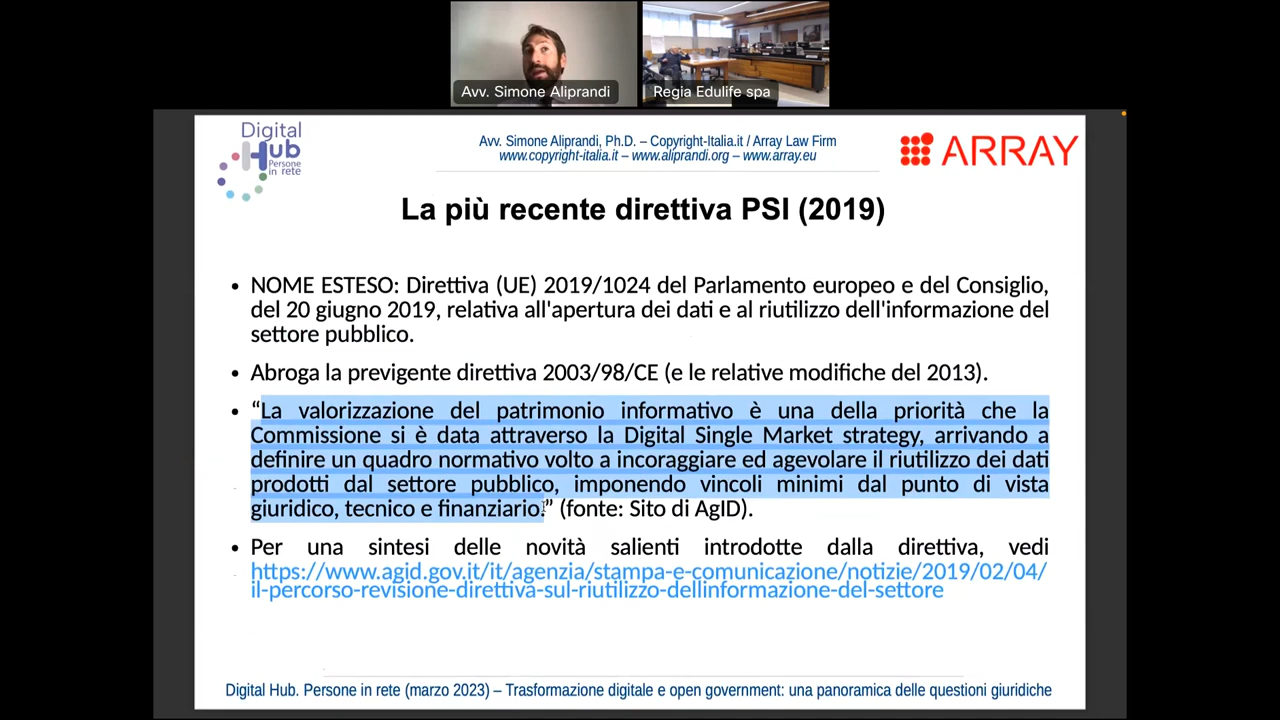 Avv. Simone Aliprandi
Regia Edulife spa
Digital
Hub
Persone
in rete
Avv. Simone Aliprandi, Ph.D. – Copyright-Italia.it / Array Law Firm
www.copyright-italia.it – www.aliprandi.org – www.array.eu
ARRAY
La più recente direttiva PSI (2019)
• NOME ESTESO: Direttiva (UE) 2019/1024 del Parlamento europeo e del Consiglio,
del 20 giugno 2019, relativa all'apertura dei dati e al riutilizzo dell'informazione del
settore pubblico.
• Abroga la previgente direttiva 2003/98/CE (e le relative modifiche del 2013).
• “La valorizzazione del patrimonio informativo è una della priorità che la
Commissione si è data attraverso la Digital Single Market strategy, arrivando a
definire un quadro normativo volto a incoraggiare ed agevolare il riutilizzo dei dati
prodotti dal settore pubblico, imponendo vincoli minimi dal punto di vista
giuridico, tecnico e finanziario.” (fonte: Sito di AgID).
• Per una sintesi delle novità salienti introdotte dalla direttiva, vedi
https://www.agid.gov.it/it/agenzia/stampa-e-comunicazione/notizie/2019/02/04/
il-percorso-revisione-direttiva-sul-riutilizzo-dellinformazione-del-settore
Digital Hub. Persone in rete (marzo 2023) – Trasformazione digitale e open government: una panoramica delle questioni giuridiche